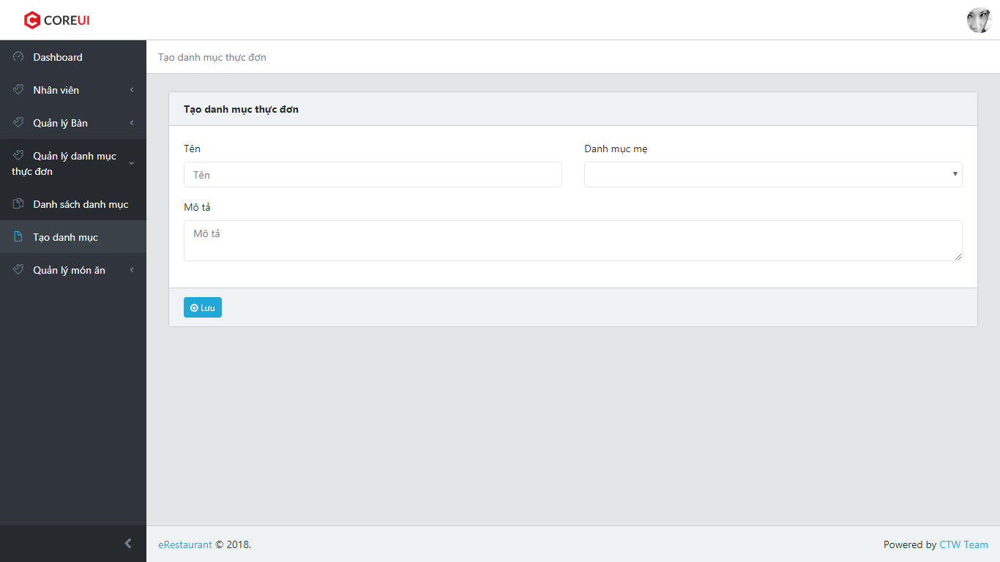 COREUI
Dashboard
Nhân viên
Quản lý Bàn
Quản lý danh mục
thực đơn
Danh sách danh mục
Tạo danh mục
Quản lý món ăn
Tạo danh mục thực đơn
Tạo danh mục thực đơn
Tên
Danh mục mẹ
Tên
Mô tả
Mô tả
Lưu
eRestaurant © 2018.
Powered by CTW Team